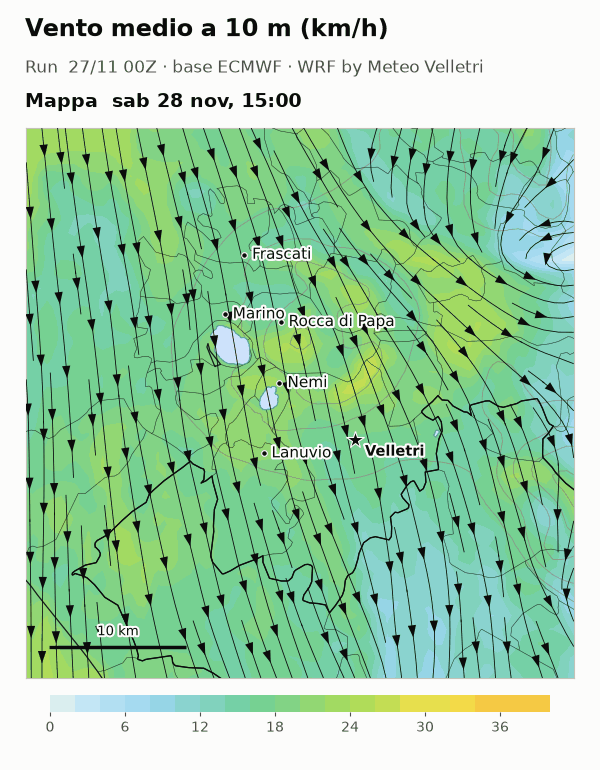 Vento medio a 10 m (km/h)
Run  27/11 00Z · base ECMWF · WRF by Meteo Velletri
Mappa  sab 28 nov, 15:00
Frascati
Marino
Rocca di Papa
Nemi
Velletri
Lanuvio
10 km
0 6 12 18 24 30 36